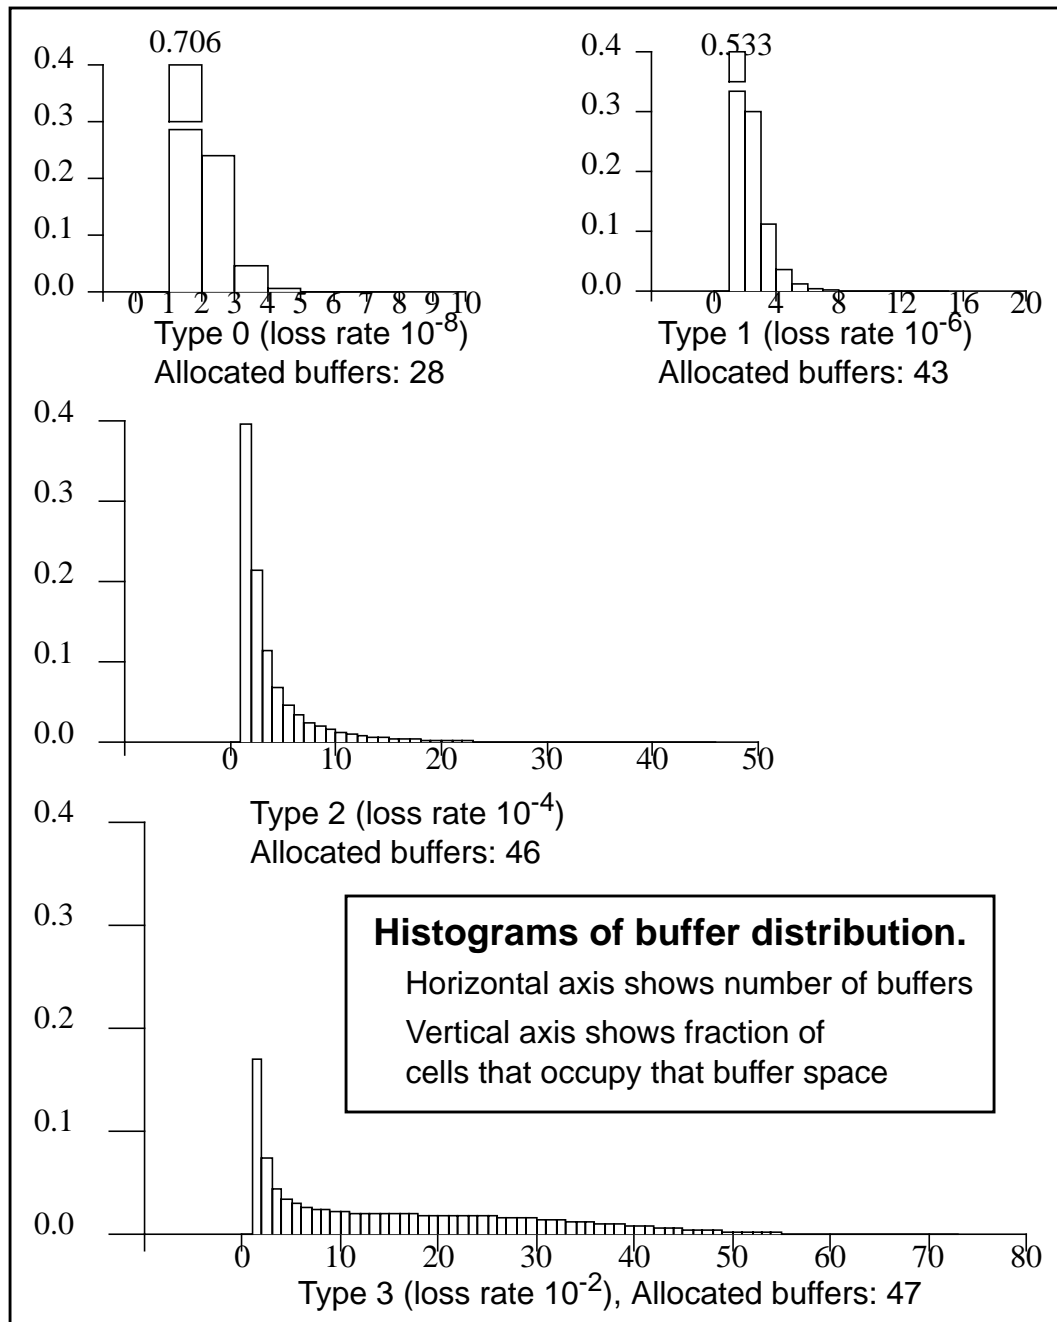 0.706
0.4
0.3
0.2
0.1
0.0
0 1 2 3 4 5 6 7 8 9 10
Type 0 (loss rate 10-8)
Allocated buffers: 28
0.533
0.4
0.3
0.2
0.1
0.0
0 4 8 12 16 20
Type 1 (loss rate 10-6)
Allocated buffers: 43
0.4
0.3
0.2
0.1
0.0
0 10 20 30 40 50
Type 2 (loss rate 10-4)
Allocated buffers: 46
0.4
0.3
0.2
0.1
0.0
Histograms of buffer distribution.
Horizontal axis shows number of buffers
Vertical axis shows fraction of
cells that occupy that buffer space
0 10 20 30 40 50 60 70 80
Type 3 (loss rate 10-2), Allocated buffers: 47